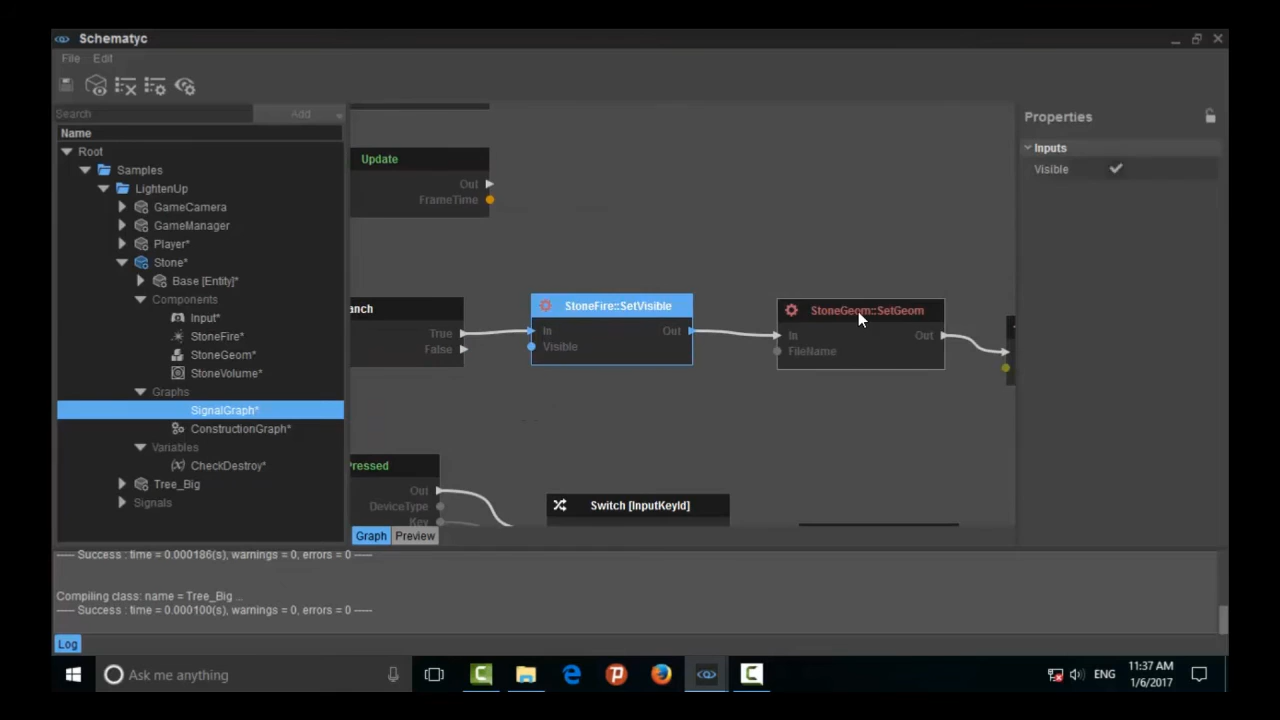 Schematyc
File Edit
Search Add
Name
Root
Samples
LightenUp
GameCamera
GameManager
Player*
Stone*
Base [Entity]*
Components
Input*
StoneFire*
StoneGeom*
StoneVolume*
Graphs
SignalGraph*
ConstructionGraph*
Variables
CheckDestroy*
Tree_Big
Signals
Update
Out
FrameTime
anch
True
False
StoneFire::SetVisible
In Out
Visible
StoneGeom::SetGeom
In Out
FileName
Pressed
Out
DeviceType
Key
Switch [InputKeyId]
Graph Preview
Properties
Inputs
Visible
----- Success : time = 0.000186(s), warnings = 0, errors = 0 -----
Compiling class: name = Tree_Big ...
----- Success : time = 0.000100(s), warnings = 0, errors = 0 -----
Log
Ask me anything
ENG
11:37 AM
1/6/2017